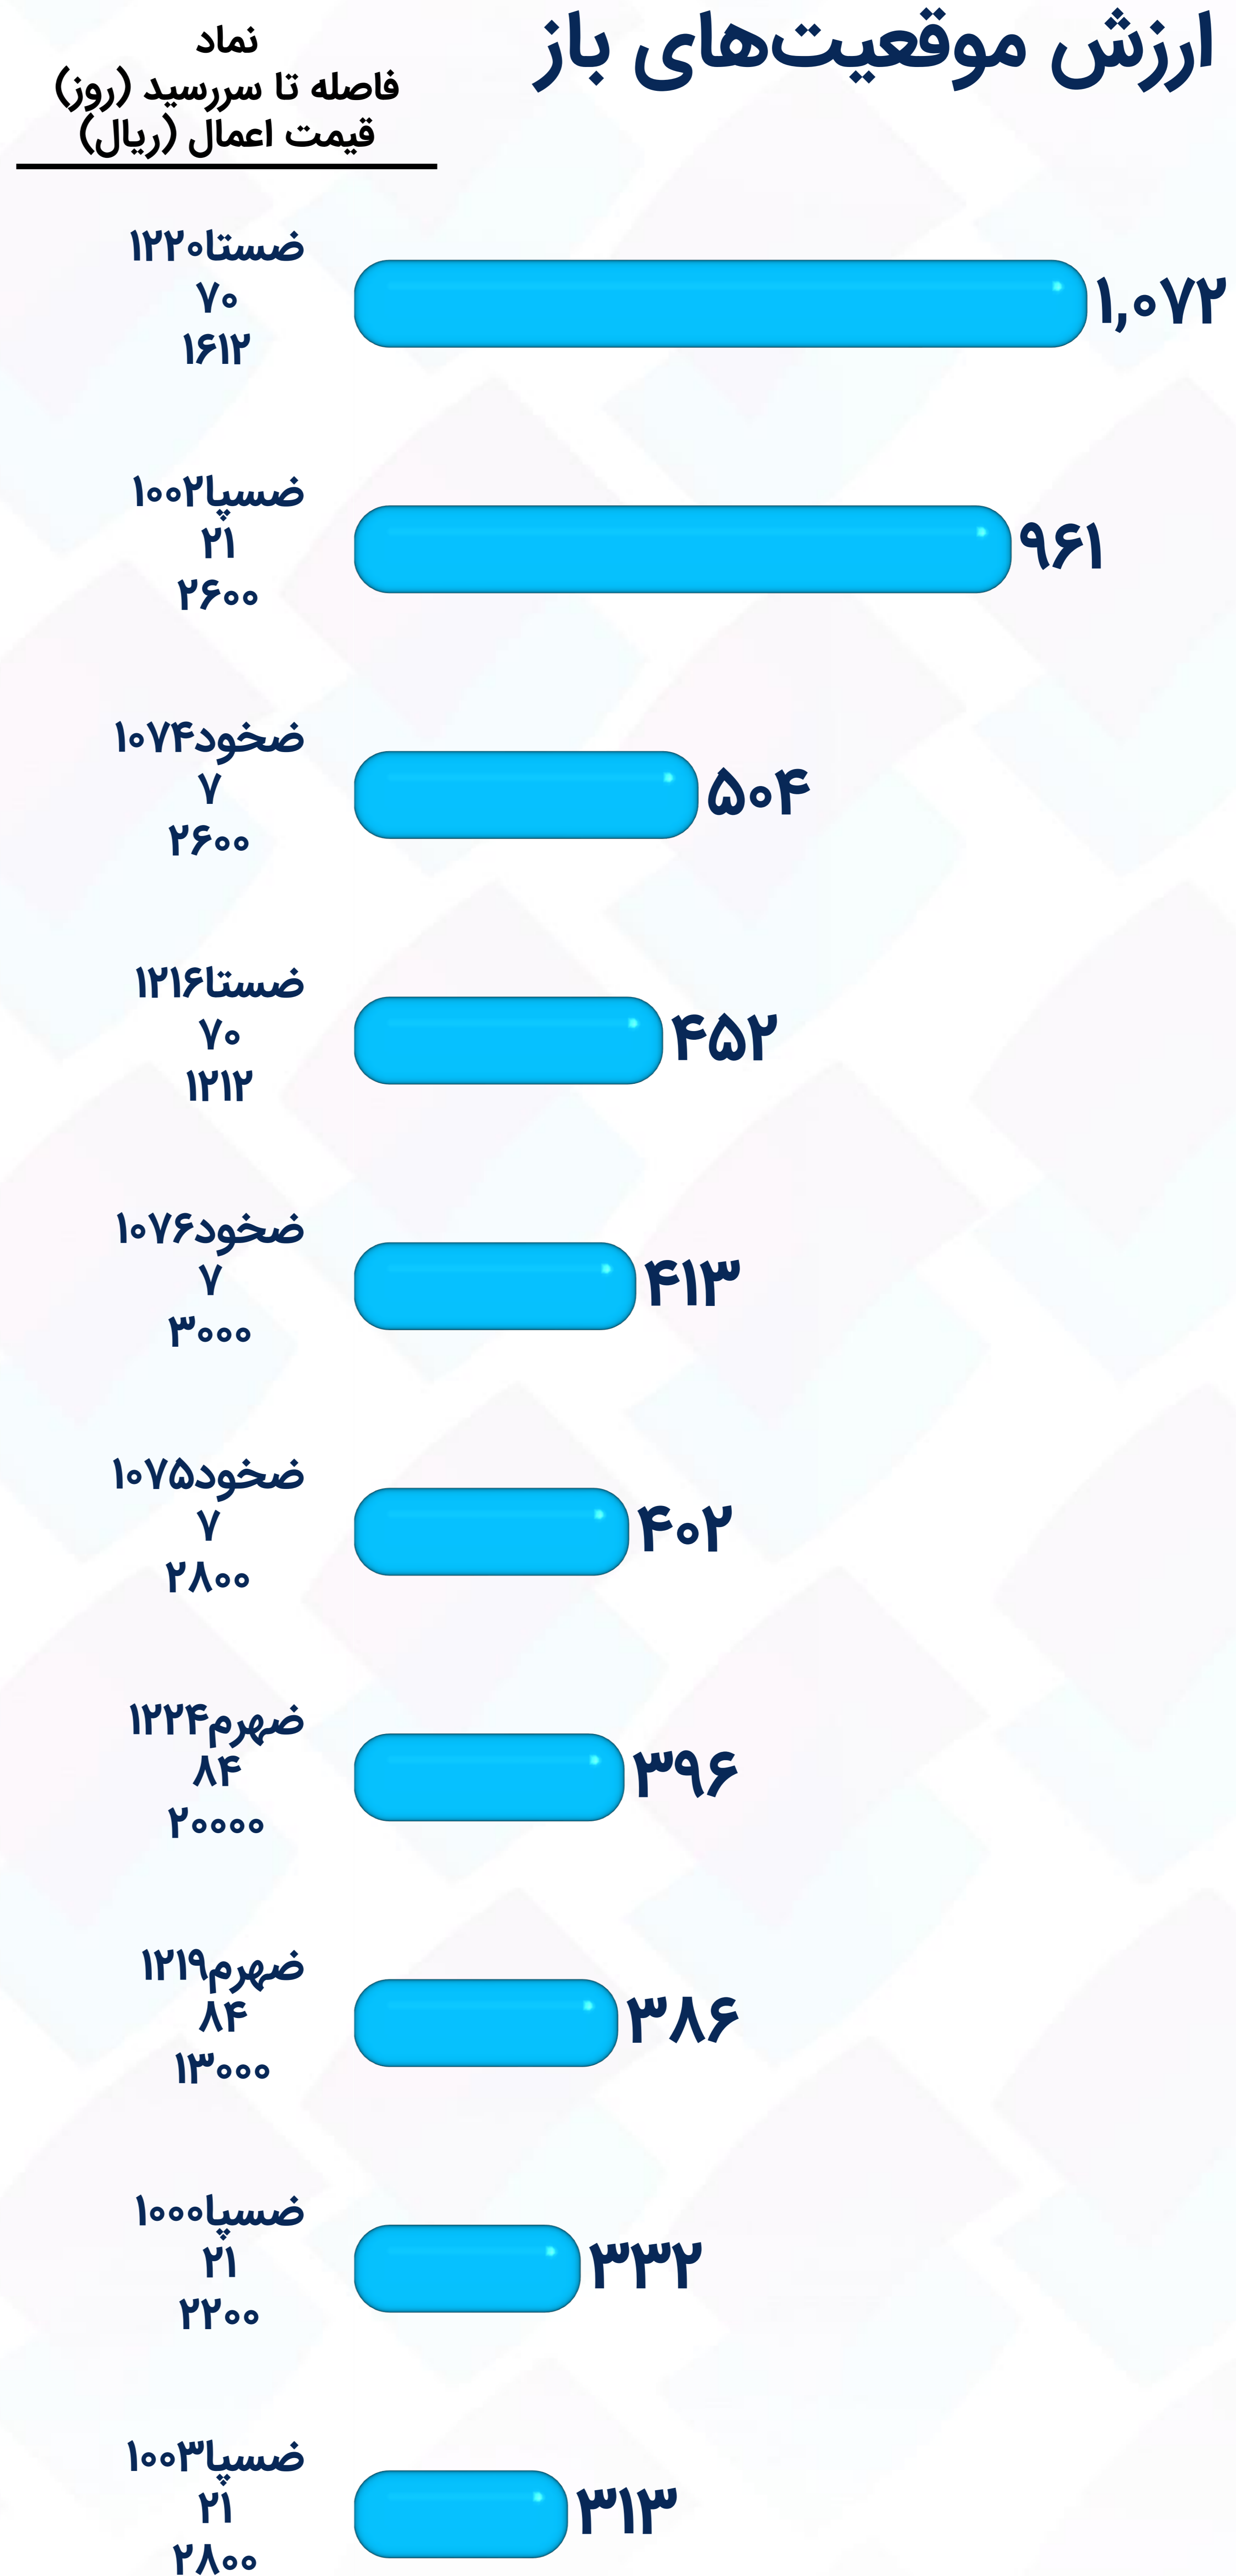 ارزش موقعیت‌های باز
نماد
فاصله تا سررسید (روز)
قیمت اعمال (ریال)
ضستا۱۲۲۰
۷۰
۱۶۱۲
۱,۰۷۲
ضسپا۱۰۰۲
۲۱
۲۶۰۰
۹۶۱
ضخود۱۰۷۴
۷
۲۶۰۰
۵۰۴
ضستا۱۲۱۶
۷۰
۱۲۱۲
۴۵۲
ضخود۱۰۷۶
۷
۳۰۰۰
۴۱۳
ضخود۱۰۷۵
۷
۲۸۰۰
۴۰۲
ضهرم۱۲۲۴
۸۴
۲۰۰۰۰
۳۹۶
ضهرم۱۲۱۹
۸۴
۱۳۰۰۰
۳۸۶
ضسپا۱۰۰۰
۲۱
۲۲۰۰
۳۳۲
ضسپا۱۰۰۳
۲۱
۲۸۰۰
۳۱۳